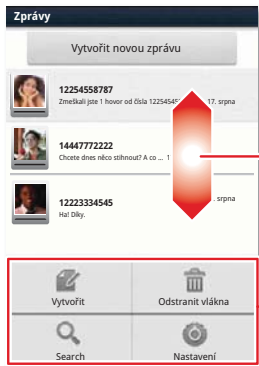 Zprávy
Vytvořit novou zprávu
12254558787
Zmeškali jste 1 hovor od čísla 17. srpna
14447772222
Chcete dnes něco stihnout? A co ... 1
12223334545
Ha! Díky. srpna
Vytvořit
Odstranit vlákna
Search
Nastavení